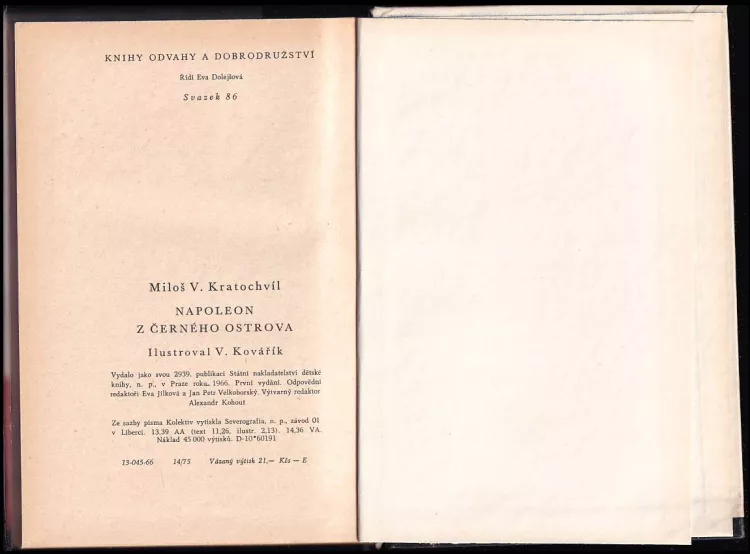 KNIHY ODVAHY A DOBRODRUŽSTVÍ
Řídí Eva Dolejšová
Svazek 86
Miloš V. Kratochvíl
NAPOLEON
Z ČERNÉHO OSTROVA
Ilustroval V. Kovářík
Vydalo jako svou 2939. publikaci Státní nakladatelství dětské
knihy, n. p., v Praze roku 1966. První vydání. Odpovědní
redaktoři Eva Jílková a Jan Petr Velkoborský. Výtvarný redaktor
Alexandr Kohout
Ze sazby písma Kolektiv vytiskla Severografia, n. p., závod 01
v Liberci. 13,39 AA (text 11,26, ilustr. 2,13). 14,36 VA.
Náklad 45 000 výtisků. D-10*60191
13-045-66 14/75 Vázaný výtisk 21,— Kčs — E